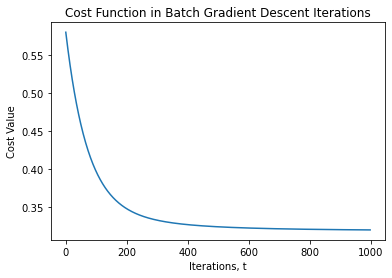 Cost Function in Batch Gradient Descent Iterations
0.55
0.50
0.45
0.40
0.35
Cost Value
0 200 400 600 800 1000
Iterations, t